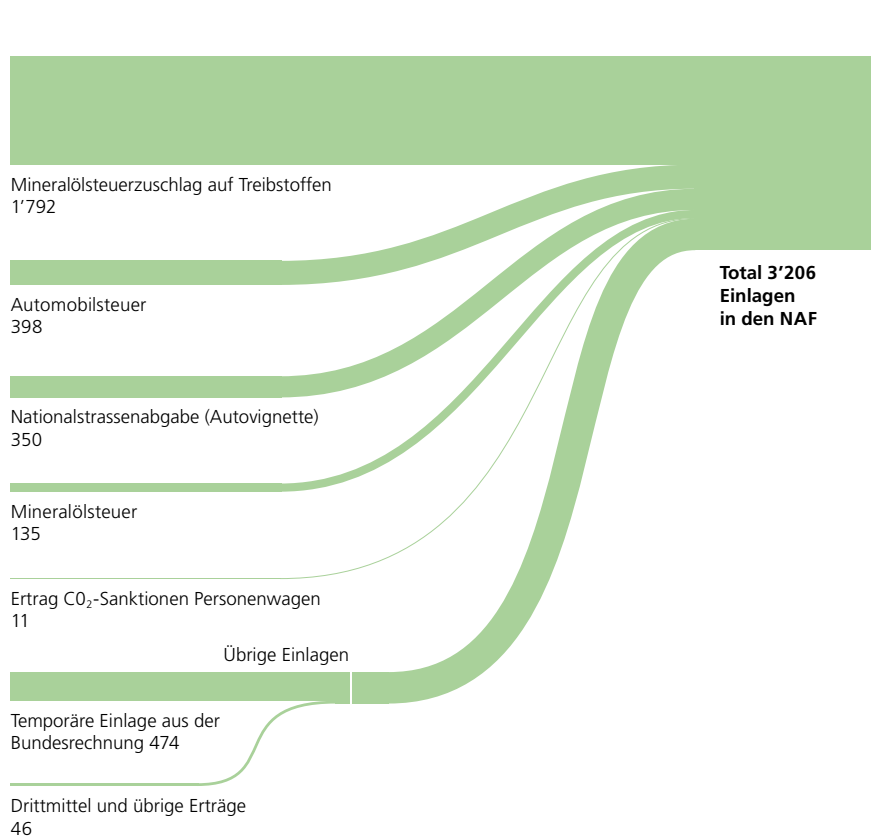 Mineralölsteuerzuschlag auf Treibstoffen
1’792
Total 3’206
Einlagen
in den NAF
Automobilsteuer
398
Nationalstrassenabgabe (Autovignette)
350
Mineralölsteuer
135
Ertrag C0₂-Sanktionen Personenwagen
11
Übrige Einlagen
Temporäre Einlage aus der
Bundesrechnung 474
Drittmittel und übrige Erträge
46